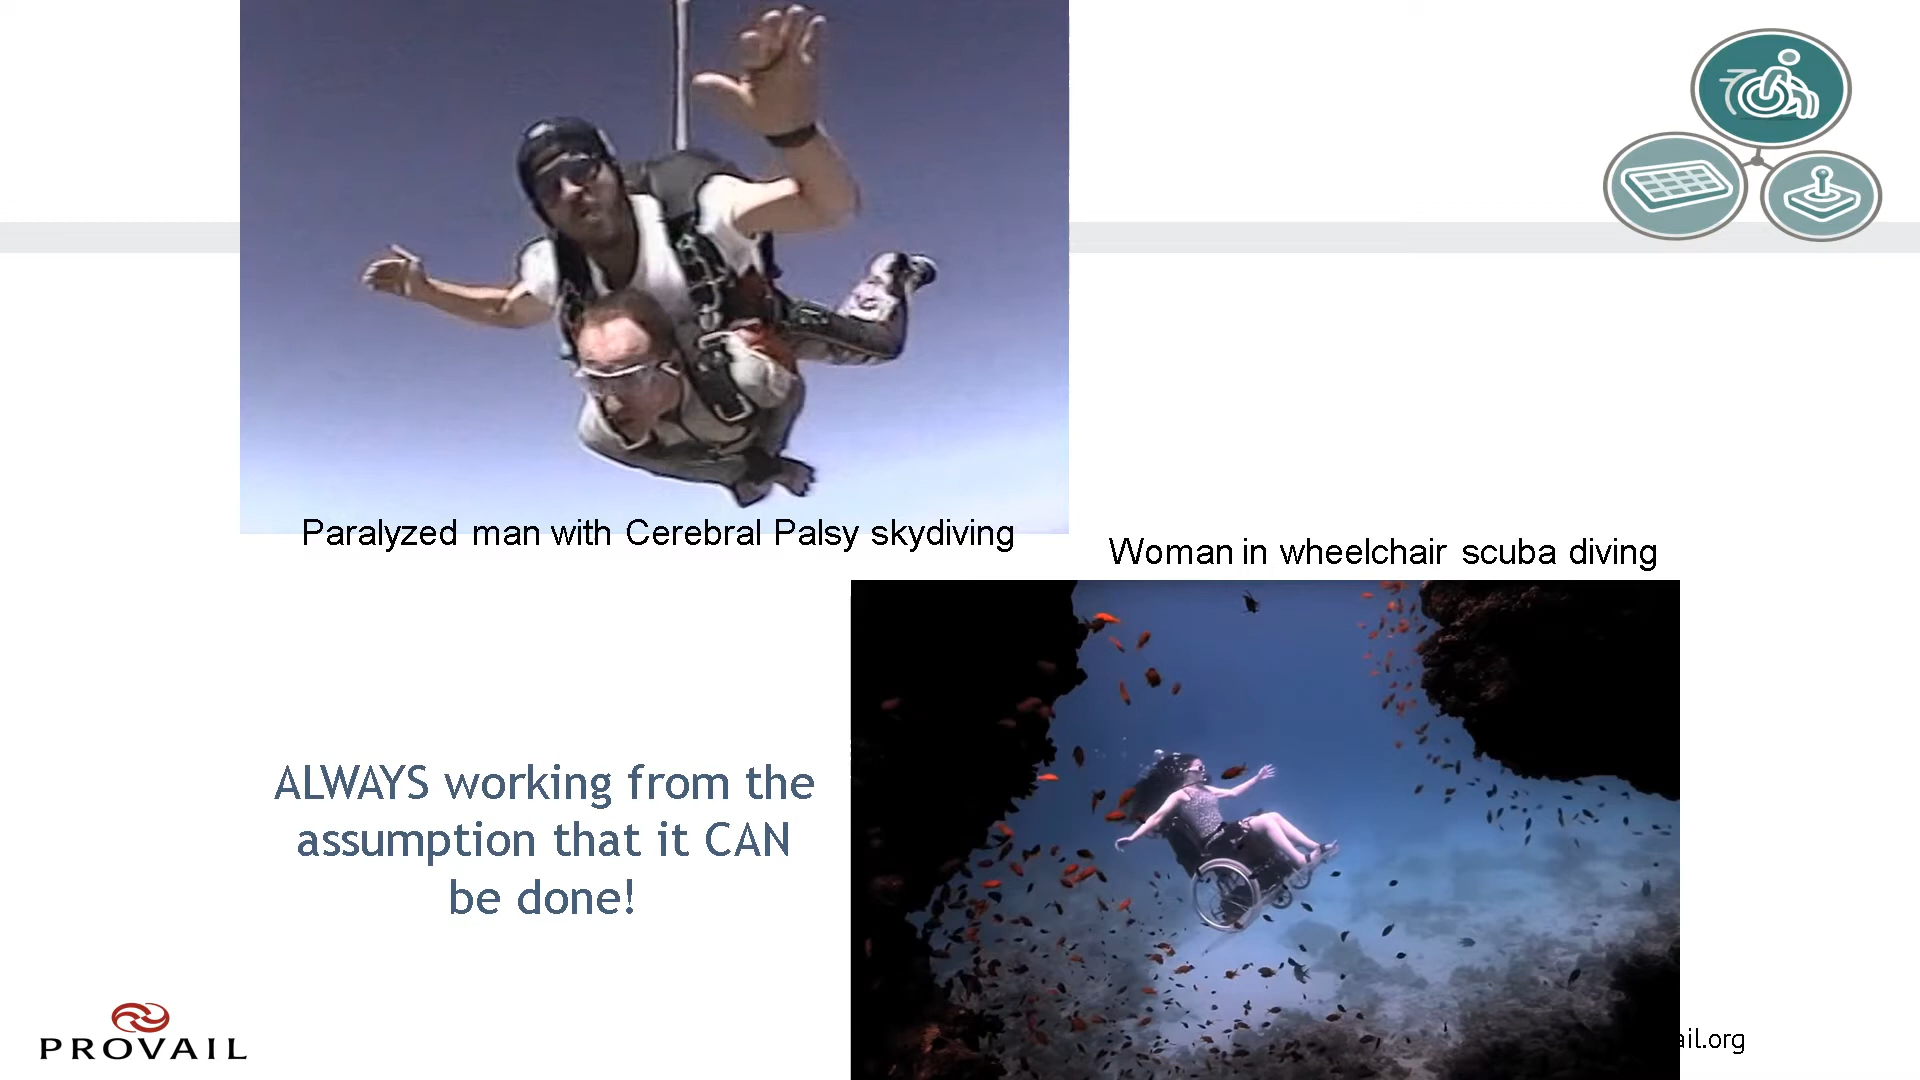 Paralyzed man with Cerebral Palsy skydiving
Woman in wheelchair scuba diving
ALWAYS working from the
assumption that it CAN
be done!
PROVAIL
ail.org